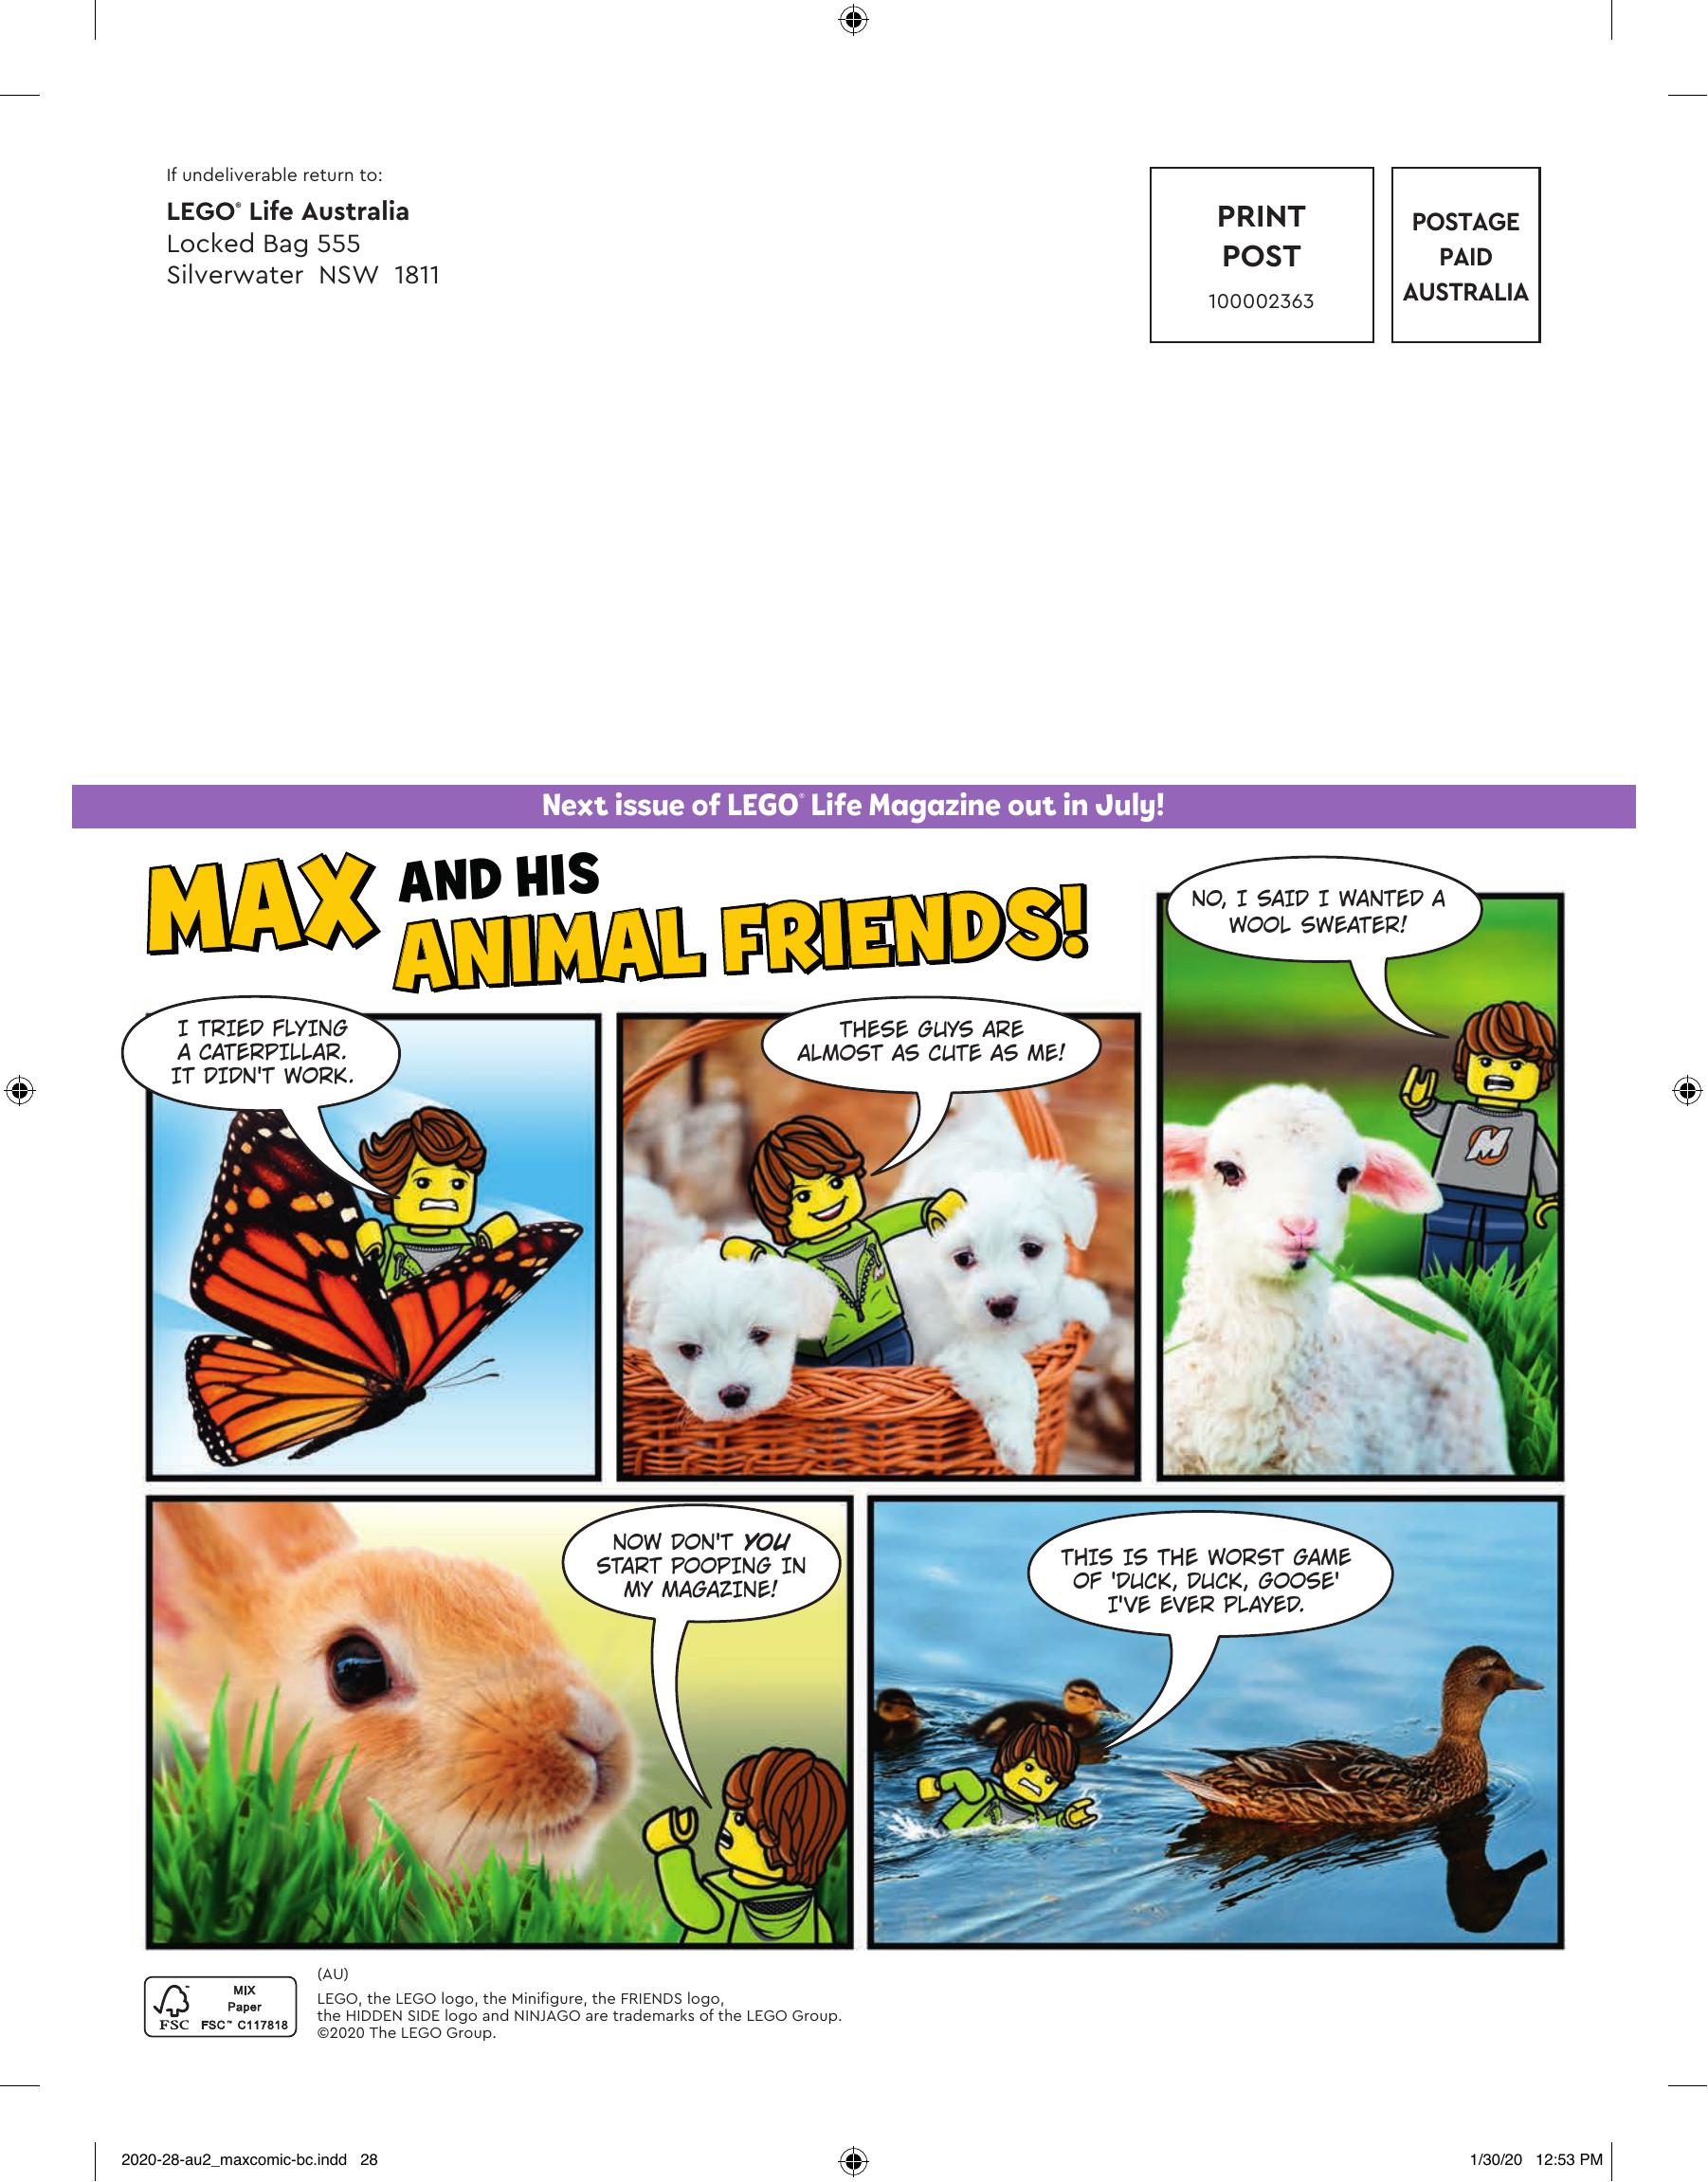 If undeliverable return to:
LEGO® Life Australia
Locked Bag 555
Silverwater NSW 1811
PRINT
POST
100002363
POSTAGE
PAID
AUSTRALIA
Next issue of LEGO® Life Magazine out in July!
MAX AND HIS
ANIMAL FRIENDS!
I TRIED FLYING
A CATERPILLAR.
IT DIDN'T WORK.
THESE GUYS ARE
ALMOST AS CUTE AS ME!
NO, I SAID I WANTED A
WOOL SWEATER!
M
NOW DON'T YOU
START POOPING IN
MY MAGAZINE!
THIS IS THE WORST GAME
OF 'DUCK, DUCK, GOOSE'
I'VE EVER PLAYED.
FSC
MIX
Paper
FSC™ C117818
(AU)
LEGO, the LEGO logo, the Minifigure, the FRIENDS logo,
the HIDDEN SIDE logo and NINJAGO are trademarks of the LEGO Group.
©2020 The LEGO Group.
2020-28-au2_maxcomic-bc.indd 28
1/30/20 12:53 PM